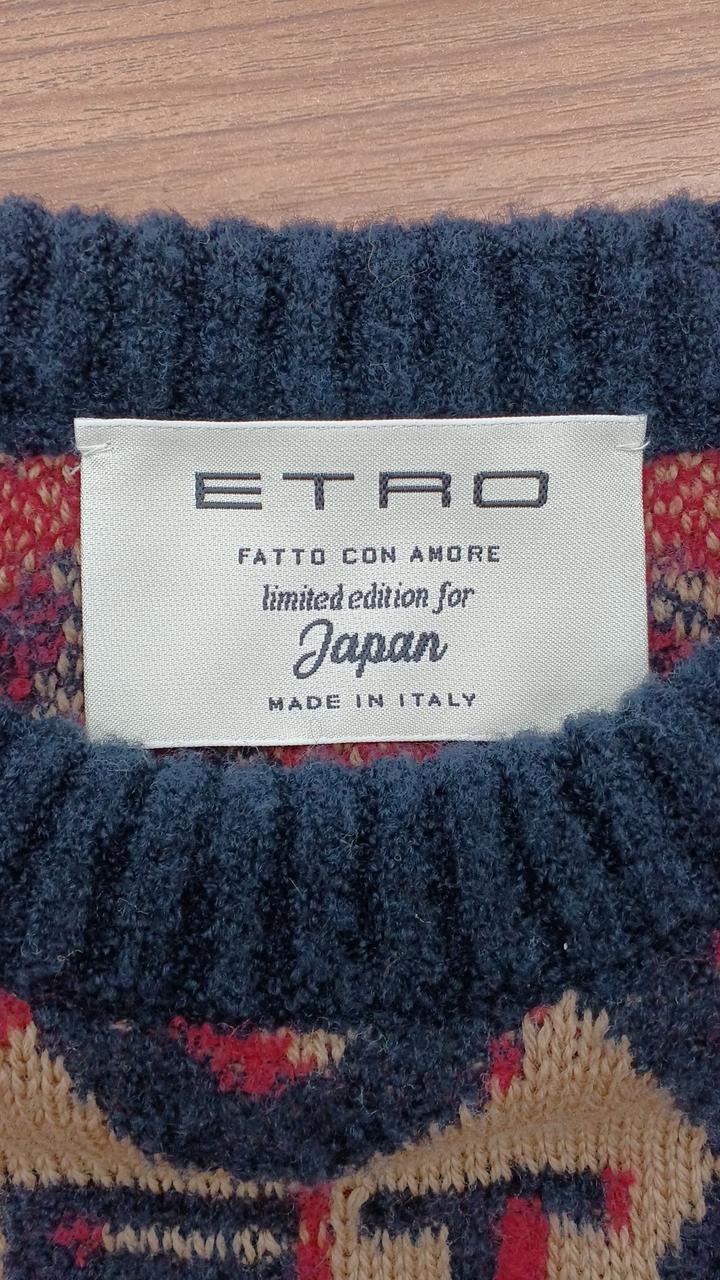 ETRO
FATTO CON AMORE
limited edition for
Japan
MADE IN ITALY